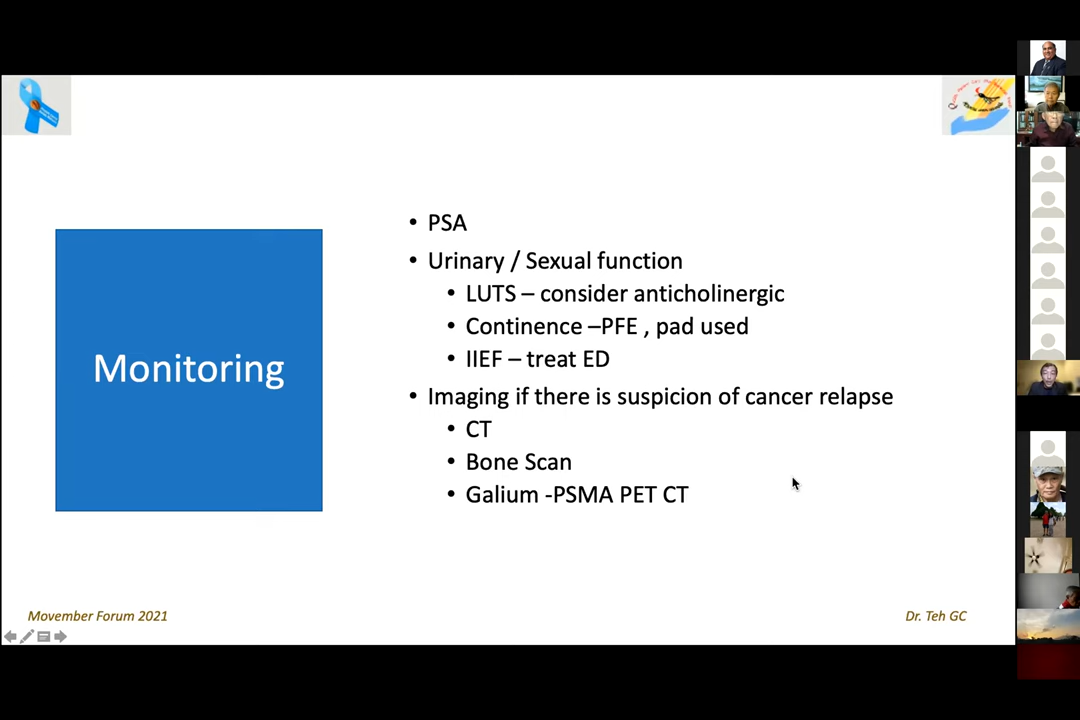 Monitoring
• PSA
• Urinary / Sexual function
• LUTS – consider anticholinergic
• Continence –PFE , pad used
• IIEF – treat ED
• Imaging if there is suspicion of cancer relapse
• CT
• Bone Scan
• Galium -PSMA PET CT
Movember Forum 2021
Dr. Teh GC